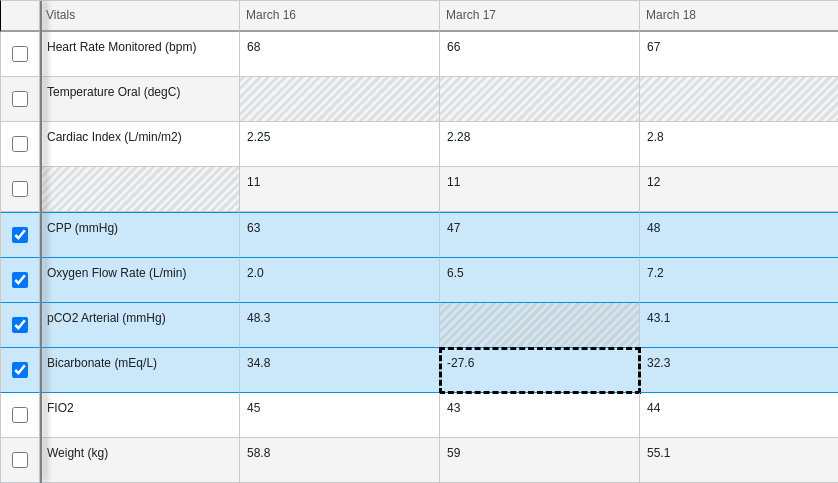 Vitals March 16 March 17 March 18
Heart Rate Monitored (bpm) 68 66 67
Temperature Oral (degC)
Cardiac Index (L/min/m2) 2.25 2.28 2.8
11 11 12
CPP (mmHg) 63 47 48
Oxygen Flow Rate (L/min) 2.0 6.5 7.2
pCO2 Arterial (mmHg) 48.3 43.1
Bicarbonate (mEq/L) 34.8 -27.6 32.3
FIO2 45 43 44
Weight (kg) 58.8 59 55.1